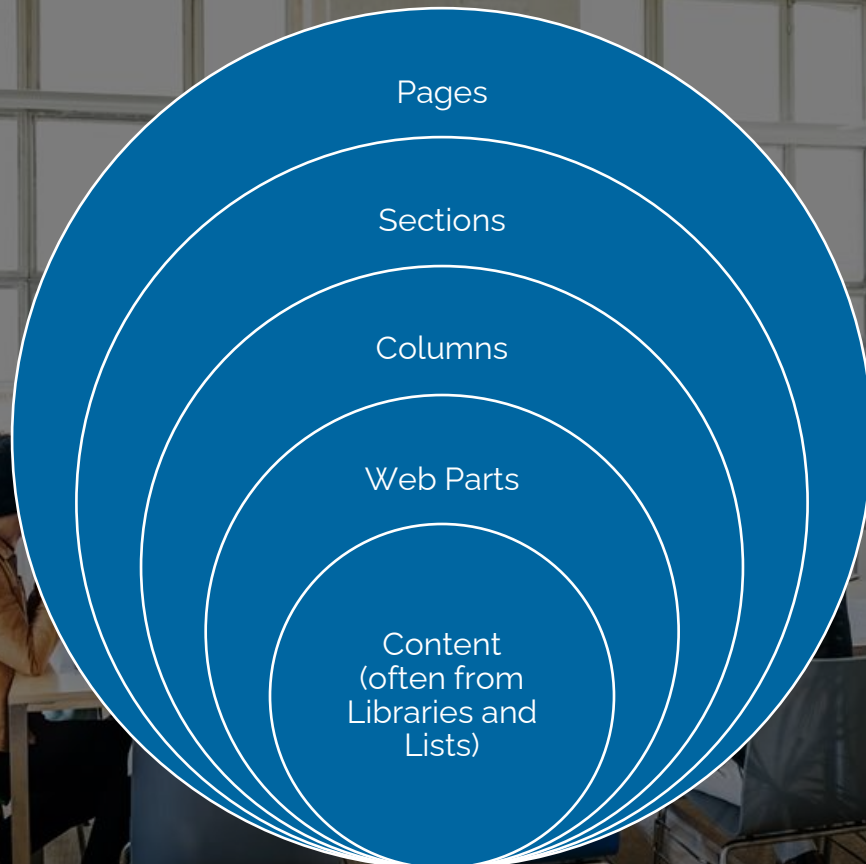 Pages
Sections
Columns
Web Parts
Content
(often from
Libraries and
Lists)